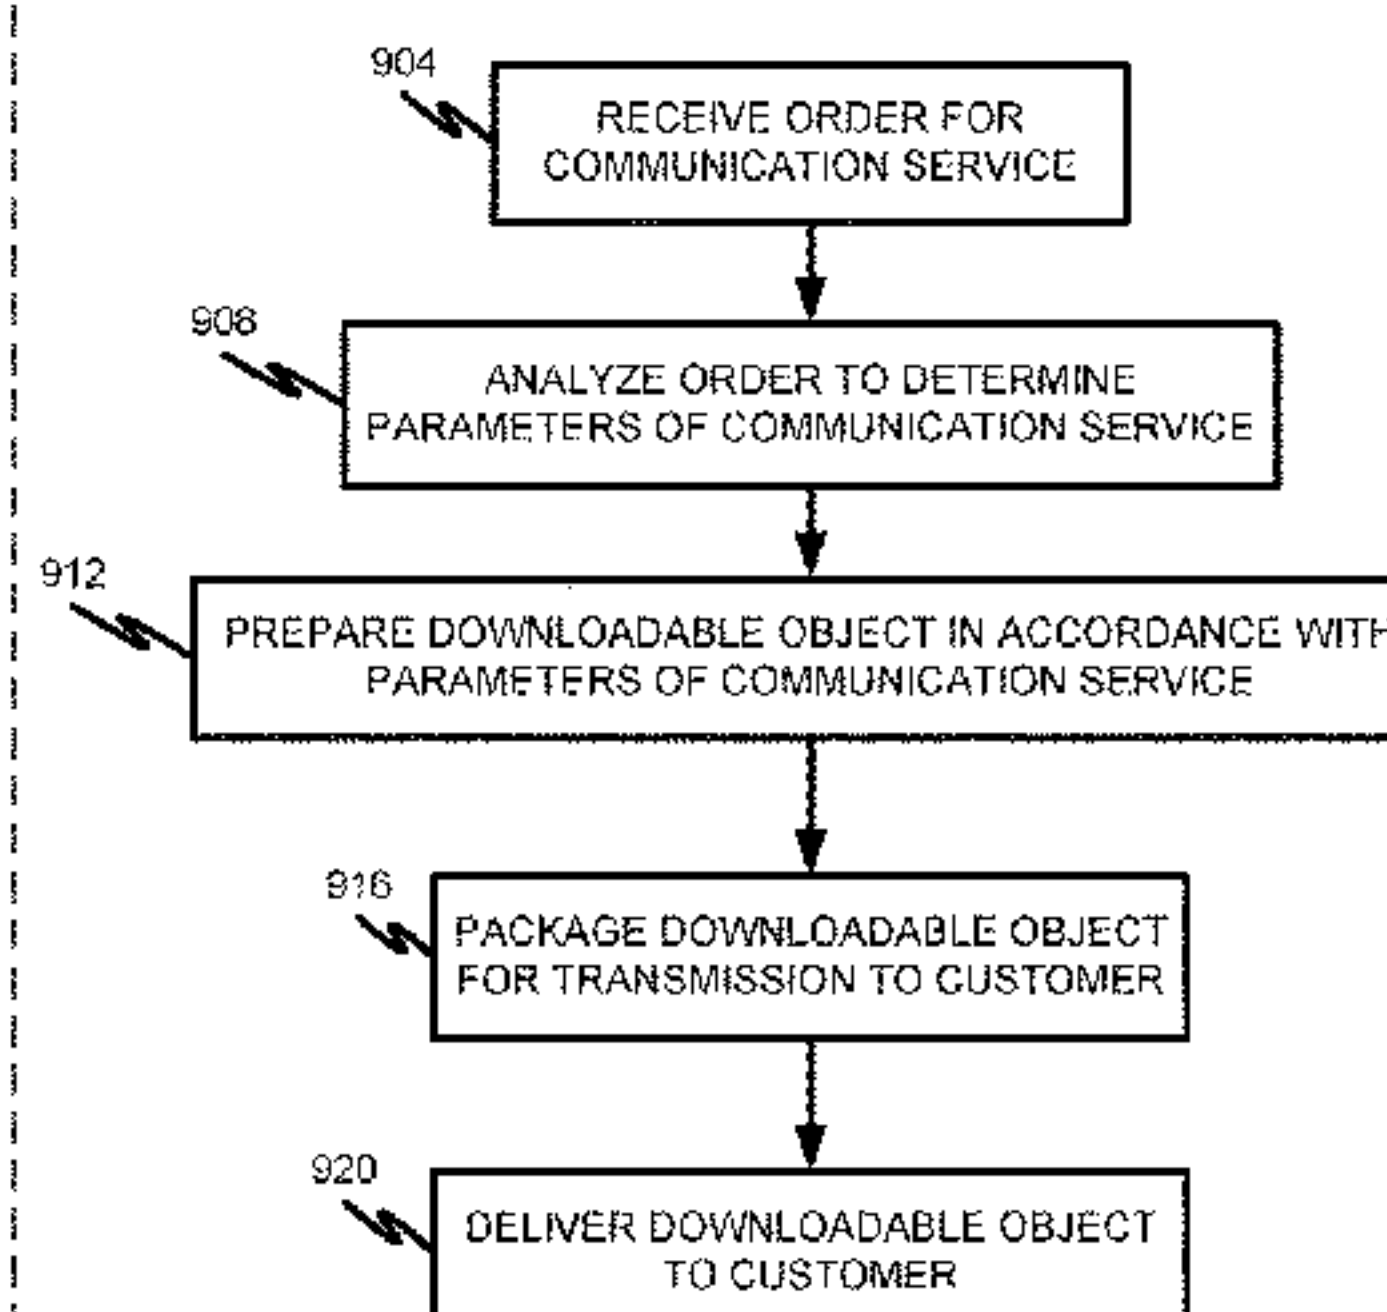 904
RECEIVE ORDER FOR
COMMUNICATION SERVICE
908
ANALYZE ORDER TO DETERMINE
PARAMETERS OF COMMUNICATION SERVICE
912
PREPARE DOWNLOADABLE OBJECT IN ACCORDANCE WITH
PARAMETERS OF COMMUNICATION SERVICE
916
PACKAGE DOWNLOADABLE OBJECT
FOR TRANSMISSION TO CUSTOMER
920
DELIVER DOWNLOADABLE OBJECT
TO CUSTOMER